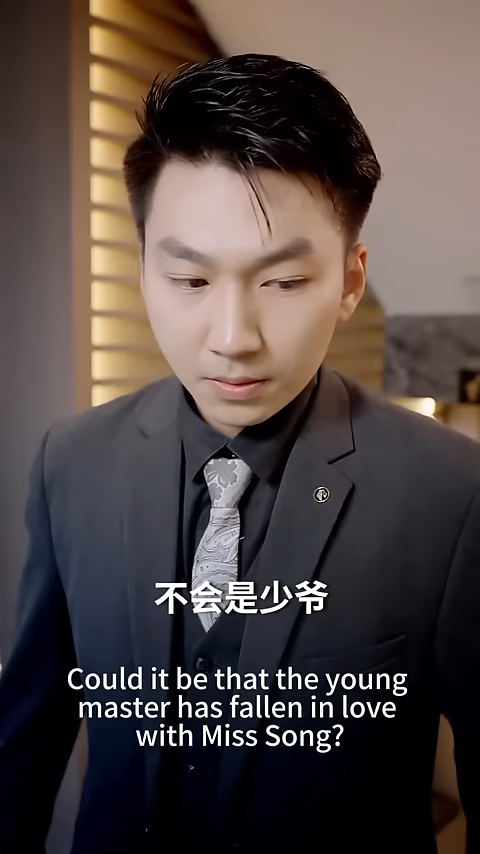 不会是少爷
Could it be that the young
master has fallen in love
with Miss Song?